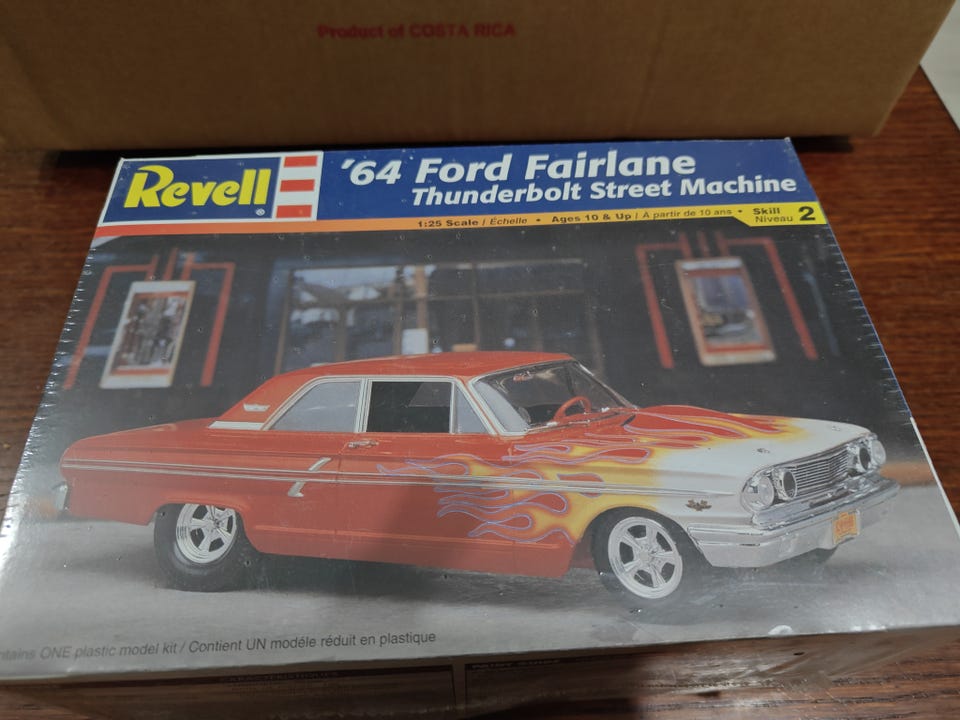 Product of COSTA RICA
Revell®
'64 Ford Fairlane
Thunderbolt Street Machine
1:25 Scale / Échelle • Ages 10 & Up / À partir de 10 ans • Skill Niveau 2
ONE plastic model kit / Contient UN modèle réduit en plastique
CARACTÉRISTIQUES